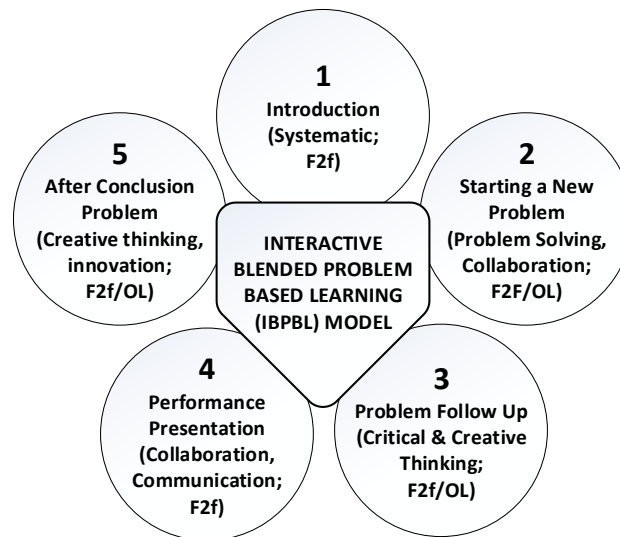 1
Introduction
(Systematic;
F2f)
2
Starting a New
Problem
(Problem Solving,
Collaboration;
F2F/OL)
3
Problem Follow Up
(Critical & Creative
Thinking;
F2f/OL)
4
Performance
Presentation
(Collaboration,
Communication;
F2f)
5
After Conclusion
Problem
(Creative thinking,
innovation;
F2f/OL)
INTERACTIVE
BLENDED PROBLEM
BASED LEARNING
(IBPBL) MODEL